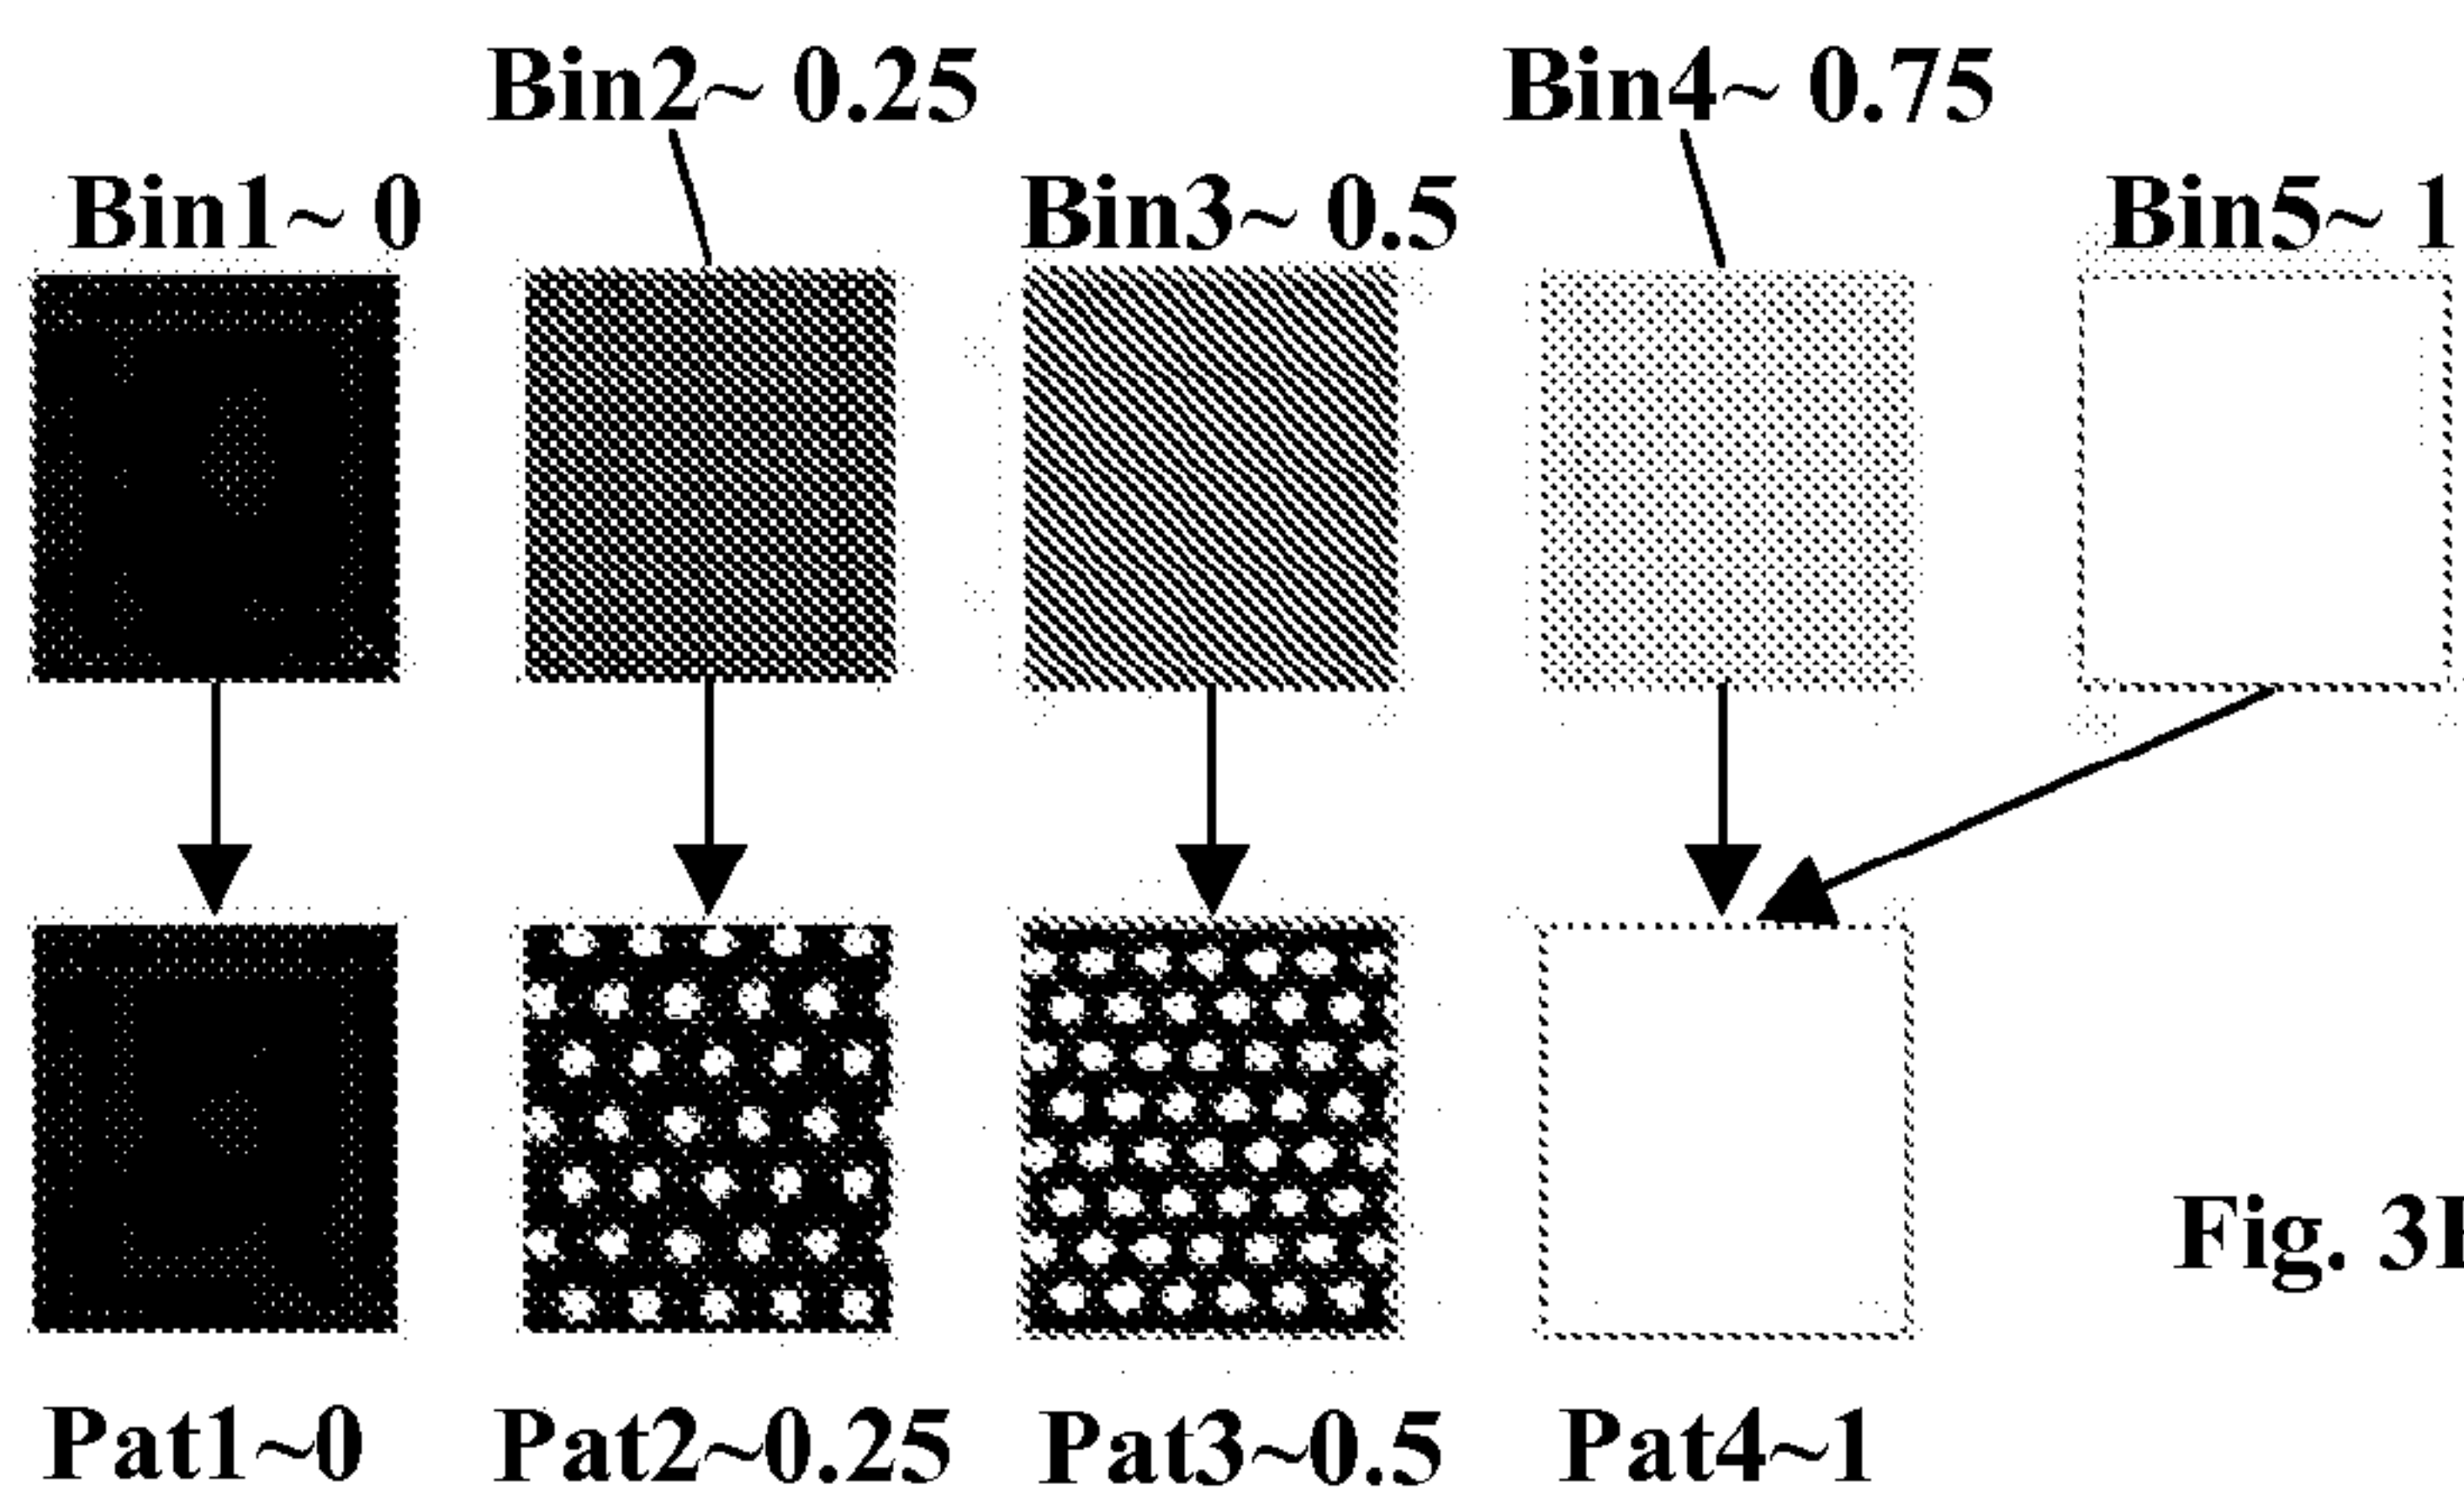 Bin2~ 0.25
Bin4~ 0.75
Bin1~ 0
Bin3~ 0.5
Bin5~ 1
Fig.
Pat1~0
Pat2~0.25
Pat3~0.5
Pat4~1